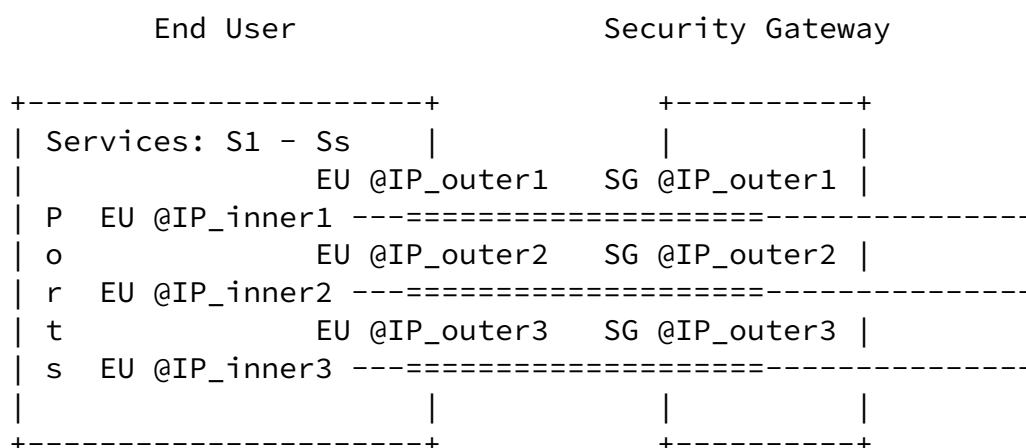 End User Security Gateway
+----------------------+ +----------+
| Services: S1 - Ss | | |
| EU @IP_outer1 SG @IP_outer1 |
| P EU @IP_inner1 ---====================---------------
| o EU @IP_outer2 SG @IP_outer2 |
| r EU @IP_inner2 ---====================---------------
| t EU @IP_outer3 SG @IP_outer3 |
| s EU @IP_inner3 ---====================---------------
| | | |
+----------------------+ +----------+